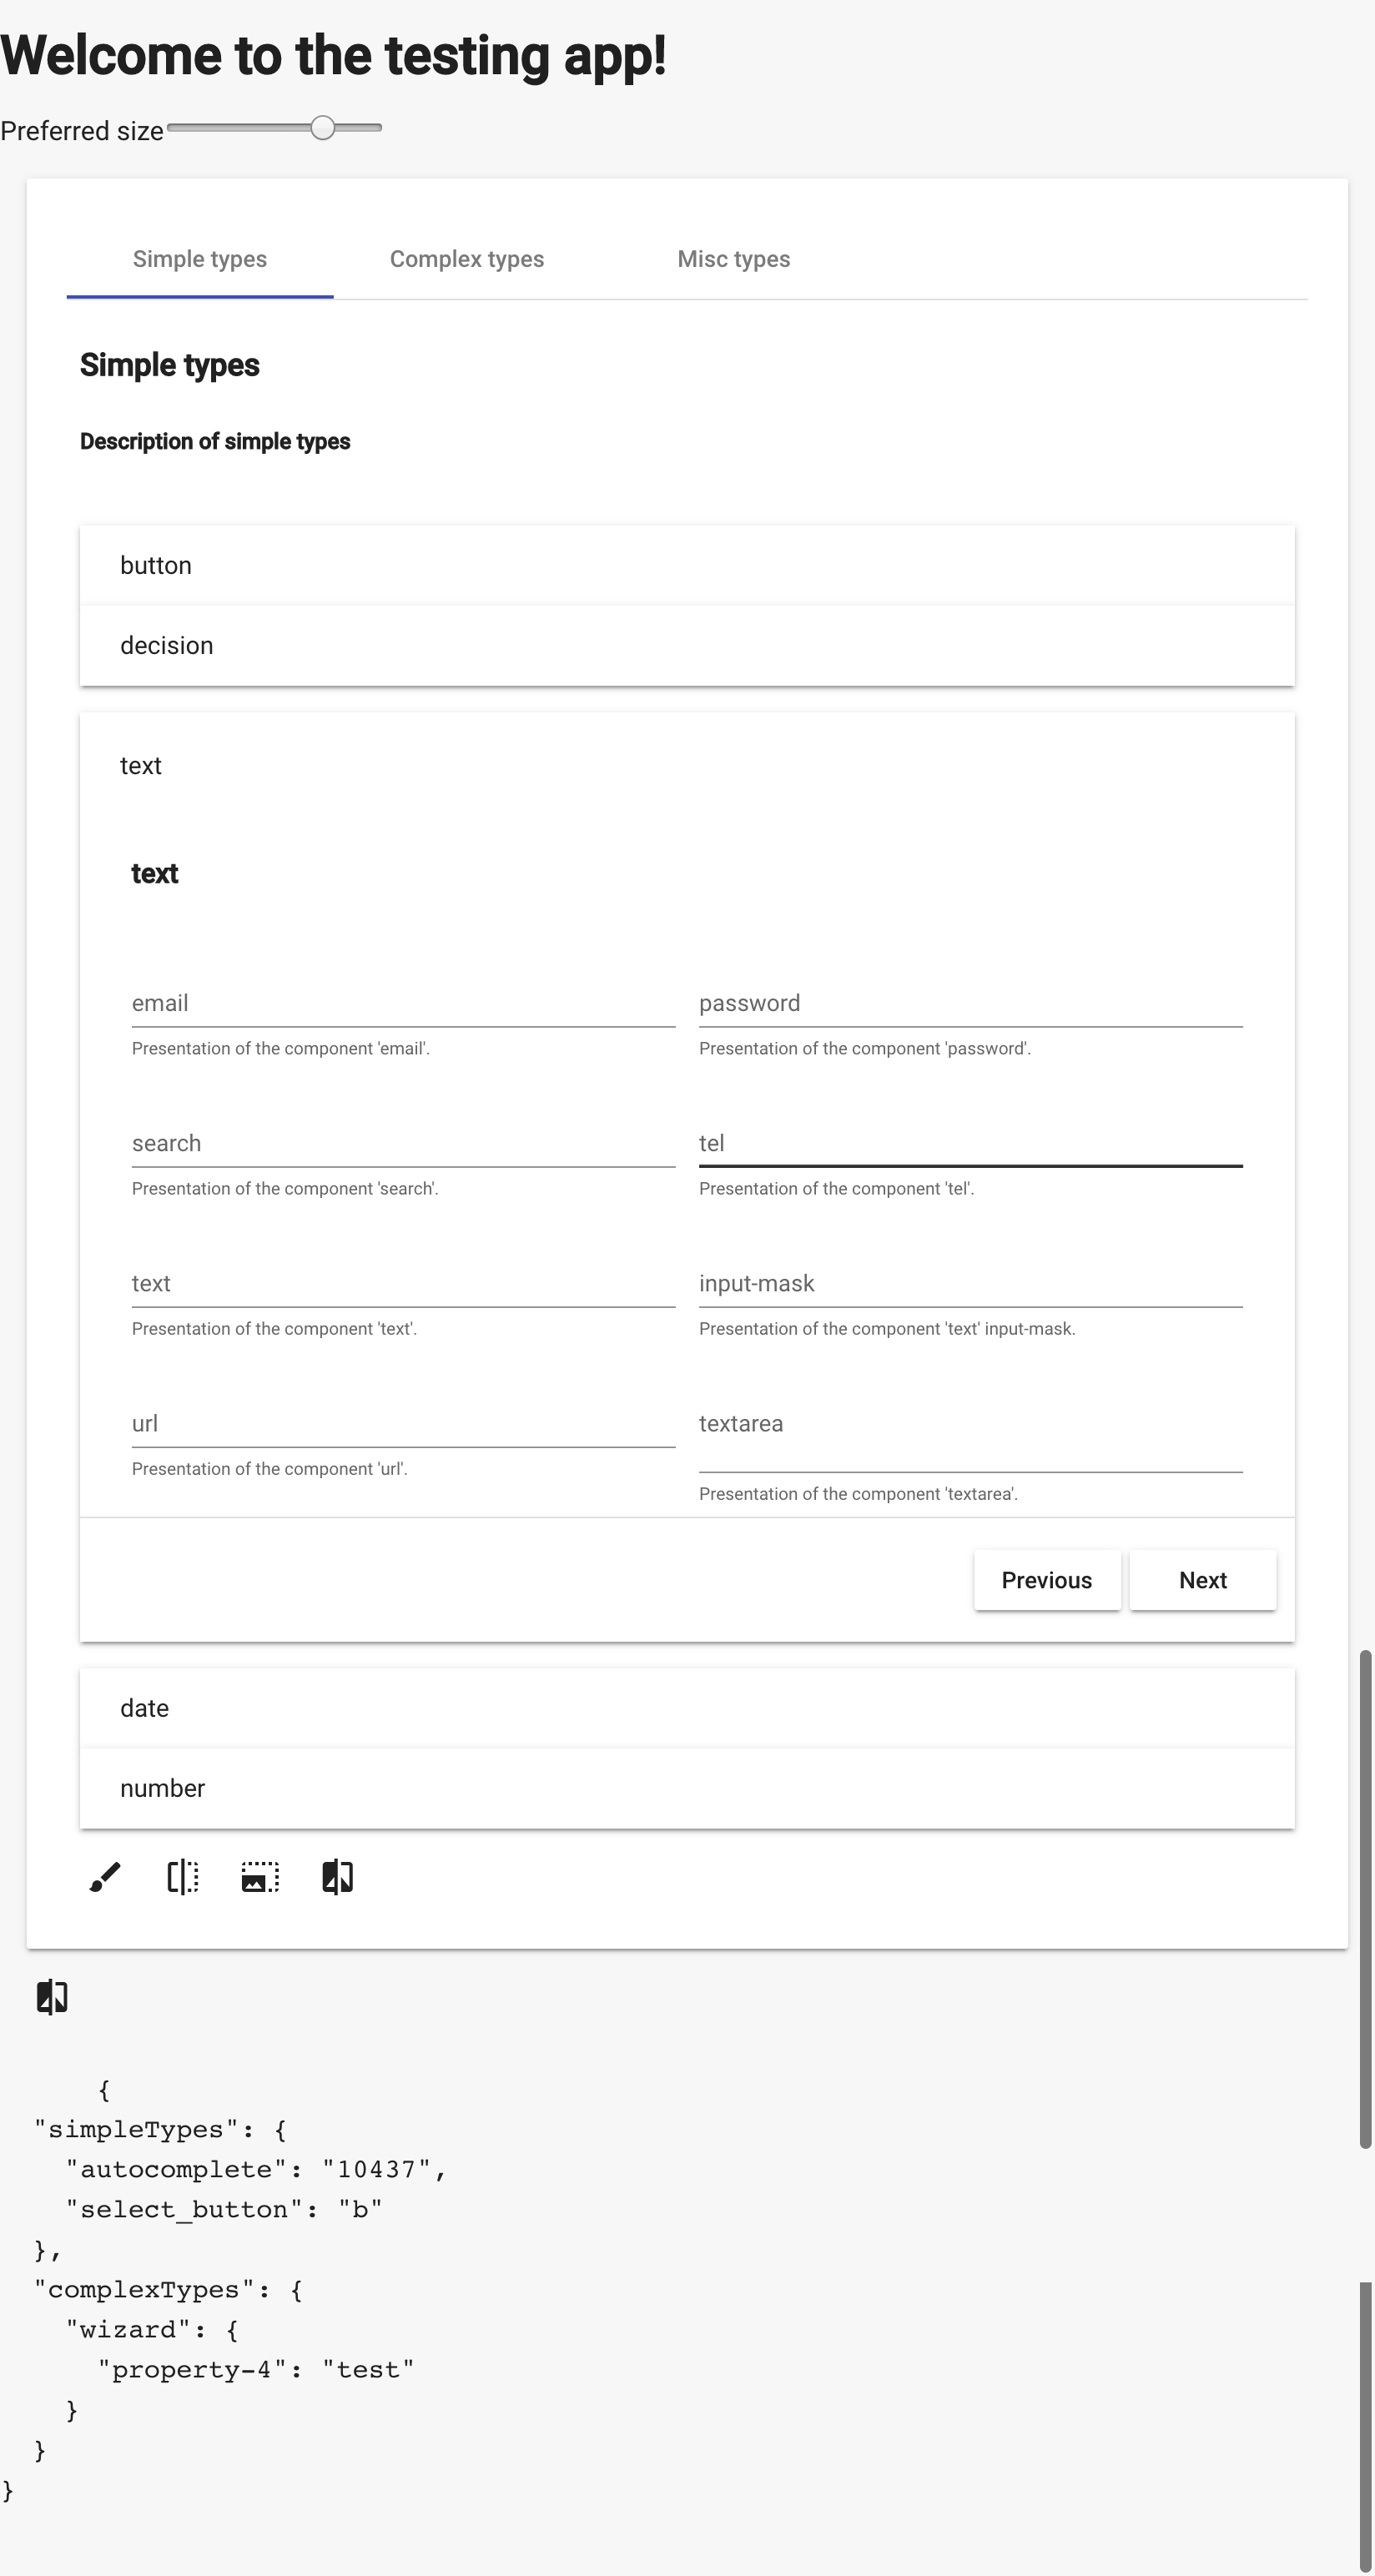 Welcome to the testing app!
Preferred size
Simple types Complex types Misc types
Simple types
Description of simple types
button
decision
text
text
email password
Presentation of the component 'email'. Presentation of the component 'password'.
search tel
Presentation of the component 'search'. Presentation of the component 'tel'.
text input-mask
Presentation of the component 'text'. Presentation of the component 'text' input-mask.
url textarea
Presentation of the component 'url'. Presentation of the component 'textarea'.
Previous Next
date
number
{
"simpleTypes": {
"autocomplete": "10437",
"select_button": "b"
},
"complexTypes": {
"wizard": {
"property-4": "test"
}
}
}